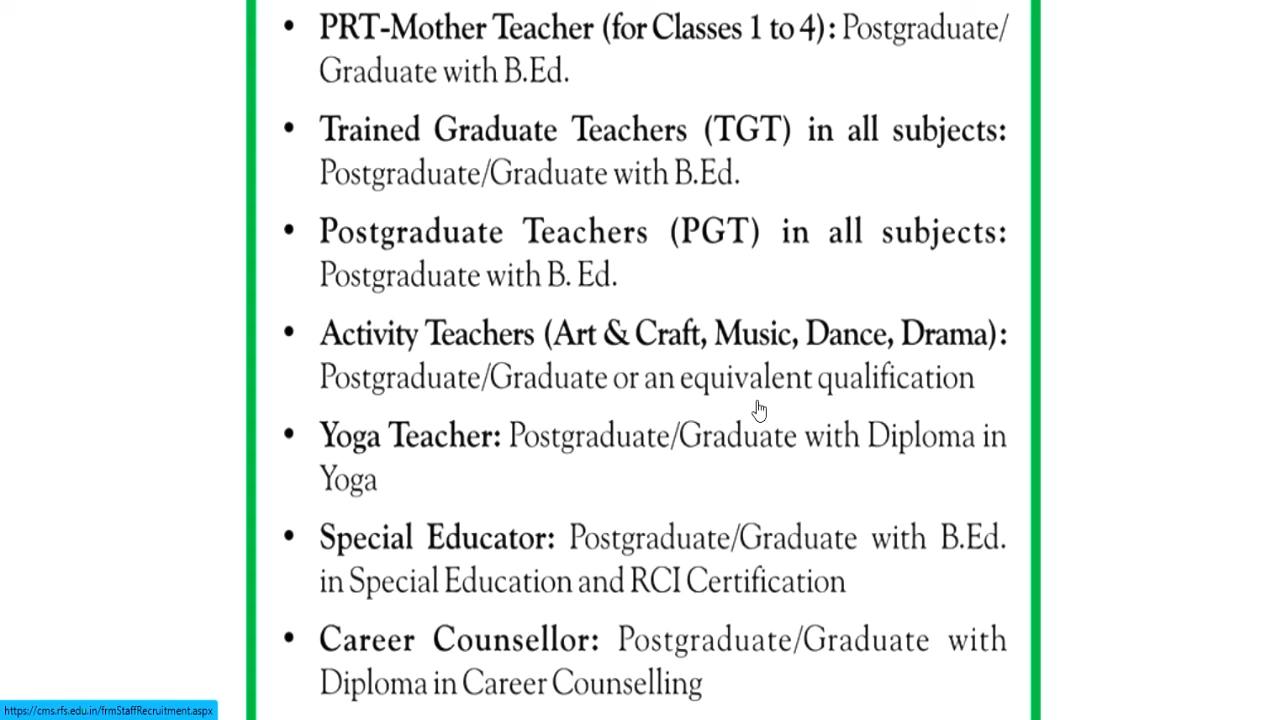 • PRT-Mother Teacher (for Classes 1 to 4): Postgraduate/
Graduate with B.Ed.
• Trained Graduate Teachers (TGT) in all subjects:
Postgraduate/Graduate with B.Ed.
• Postgraduate Teachers (PGT) in all subjects:
Postgraduate with B. Ed.
• Activity Teachers (Art & Craft, Music, Dance, Drama):
Postgraduate/Graduate or an equivalent qualification
• Yoga Teacher: Postgraduate/Graduate with Diploma in
Yoga
• Special Educator: Postgraduate/Graduate with B.Ed.
in Special Education and RCI Certification
• Career Counsellor: Postgraduate/Graduate with
Diploma in Career Counselling
https://cms.rfs.edu.in/frmStaffRecruitment.aspx